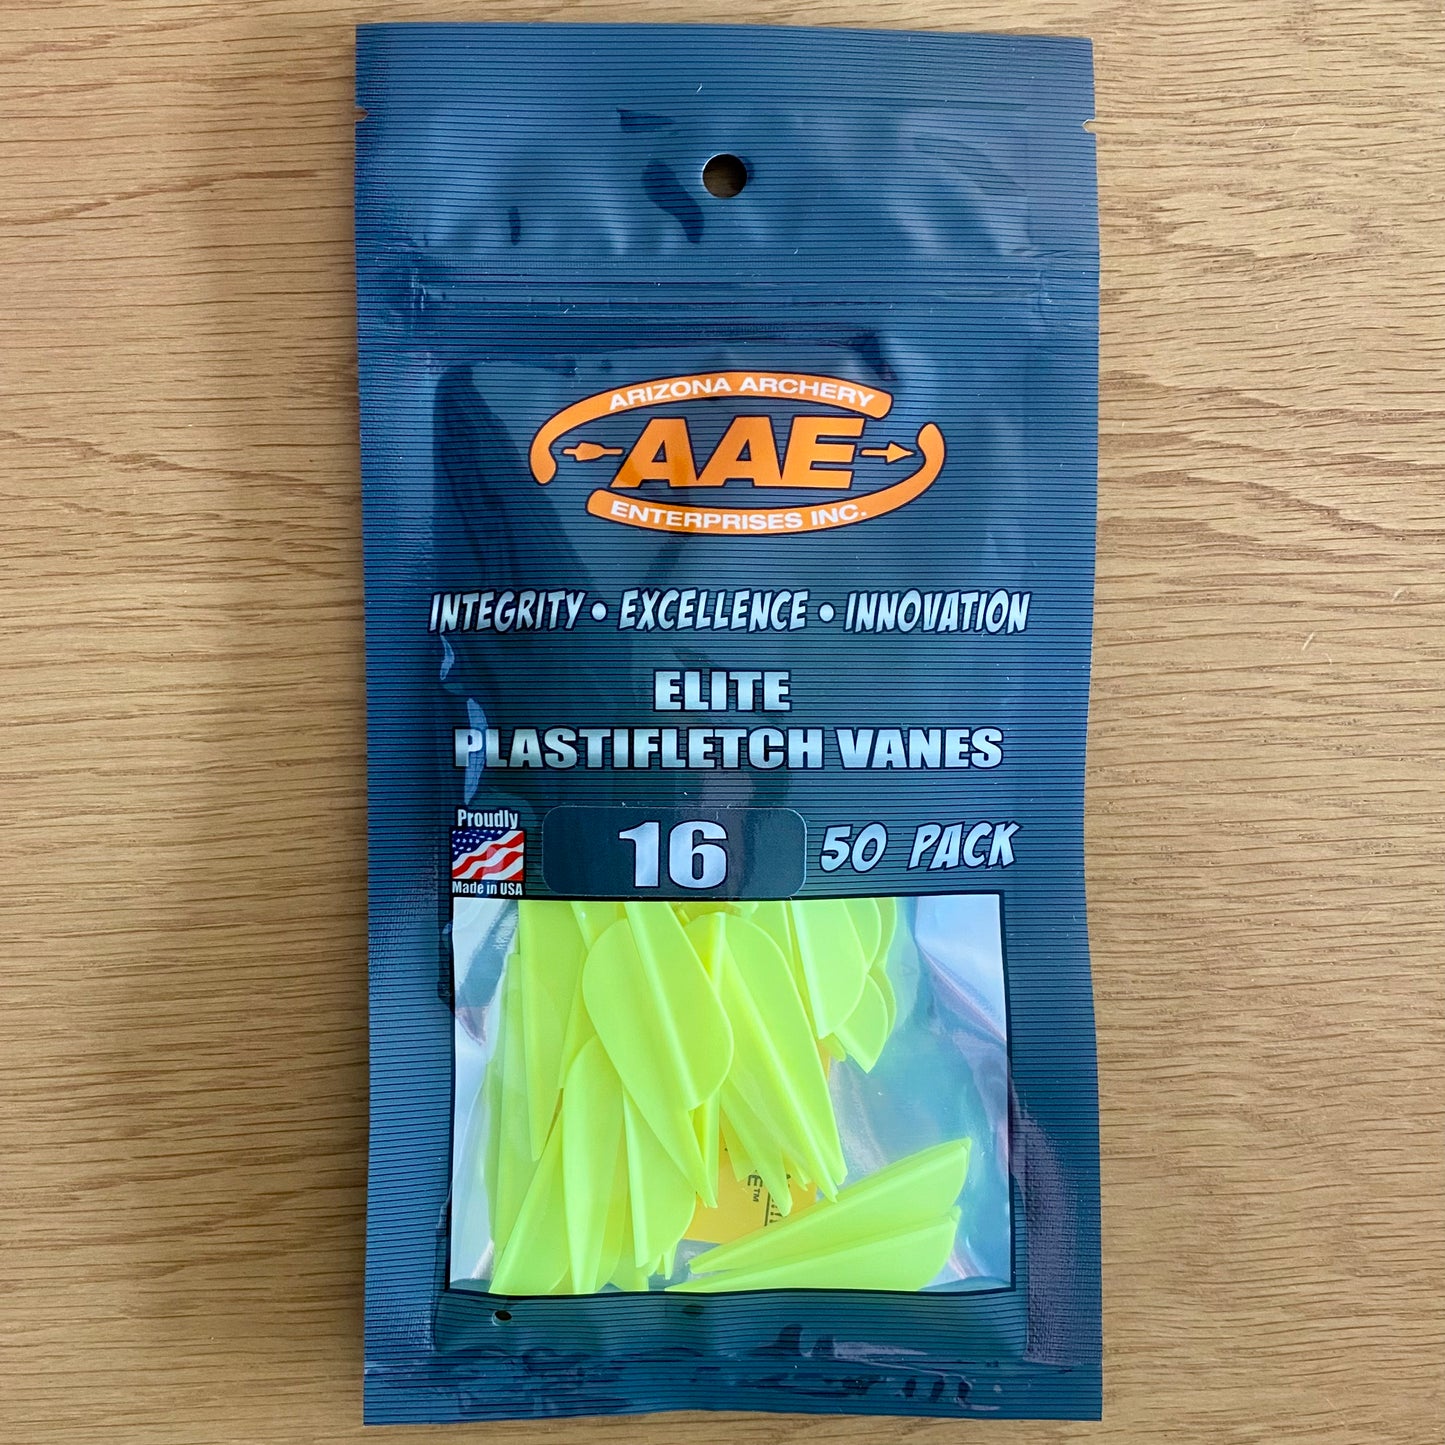 ARIZONA ARCHERY
AAE
ENTERPRISES INC.
INTEGRITY • EXCELLENCE • INNOVATION
ELITE
PLASTIFLETCH VANES
Proudly
Made in USA
16
50 PACK